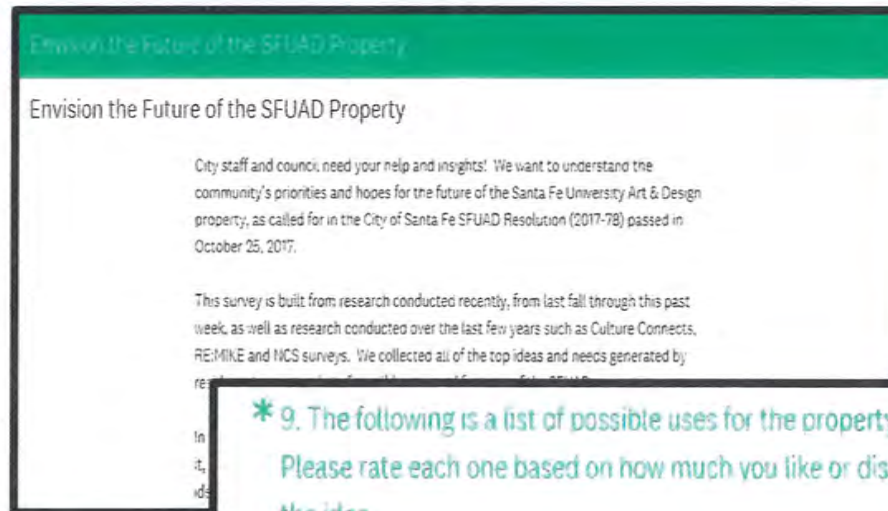 Envision the Future of the SFUAD Property
Envision the Future of the SFUAD Property
City staff and council need your help and insights! We want to understand the
community's priorities and hopes for the future of the Santa Fe University Art & Design
property, as called for in the City of Santa Fe SFUAD Resolution (2017-78) passed in
October 25, 2017.
This survey is built from research conducted recently, from last fall through this past
week, as well as research conducted over the last few years such as Culture Connects,
RE:MIKE and NCS surveys. We collected all of the top ideas and needs generated by
In
* 9. The following is a list of possible uses for the property
Please rate each one based on how much you like or dis
the idea